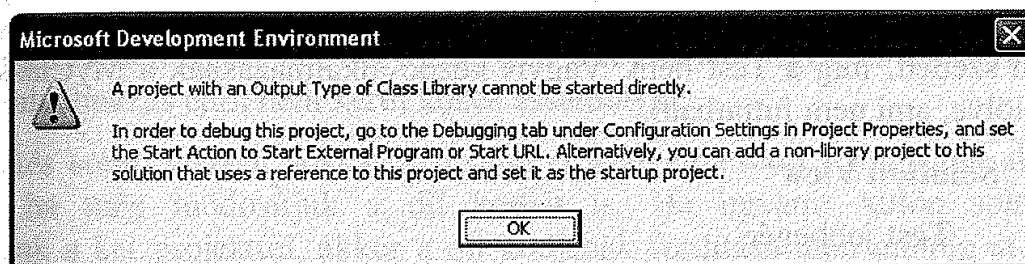 Microsoft Development Environment
A project with an Output Type of Class Library cannot be started directly.
In order to debug this project, go to the Debugging tab under Configuration Settings in Project Properties, and set
the Start Action to Start External Program or Start URL. Alternatively, you can add a non-library project to this
solution that uses a reference to this project and set it as the startup project.
OK